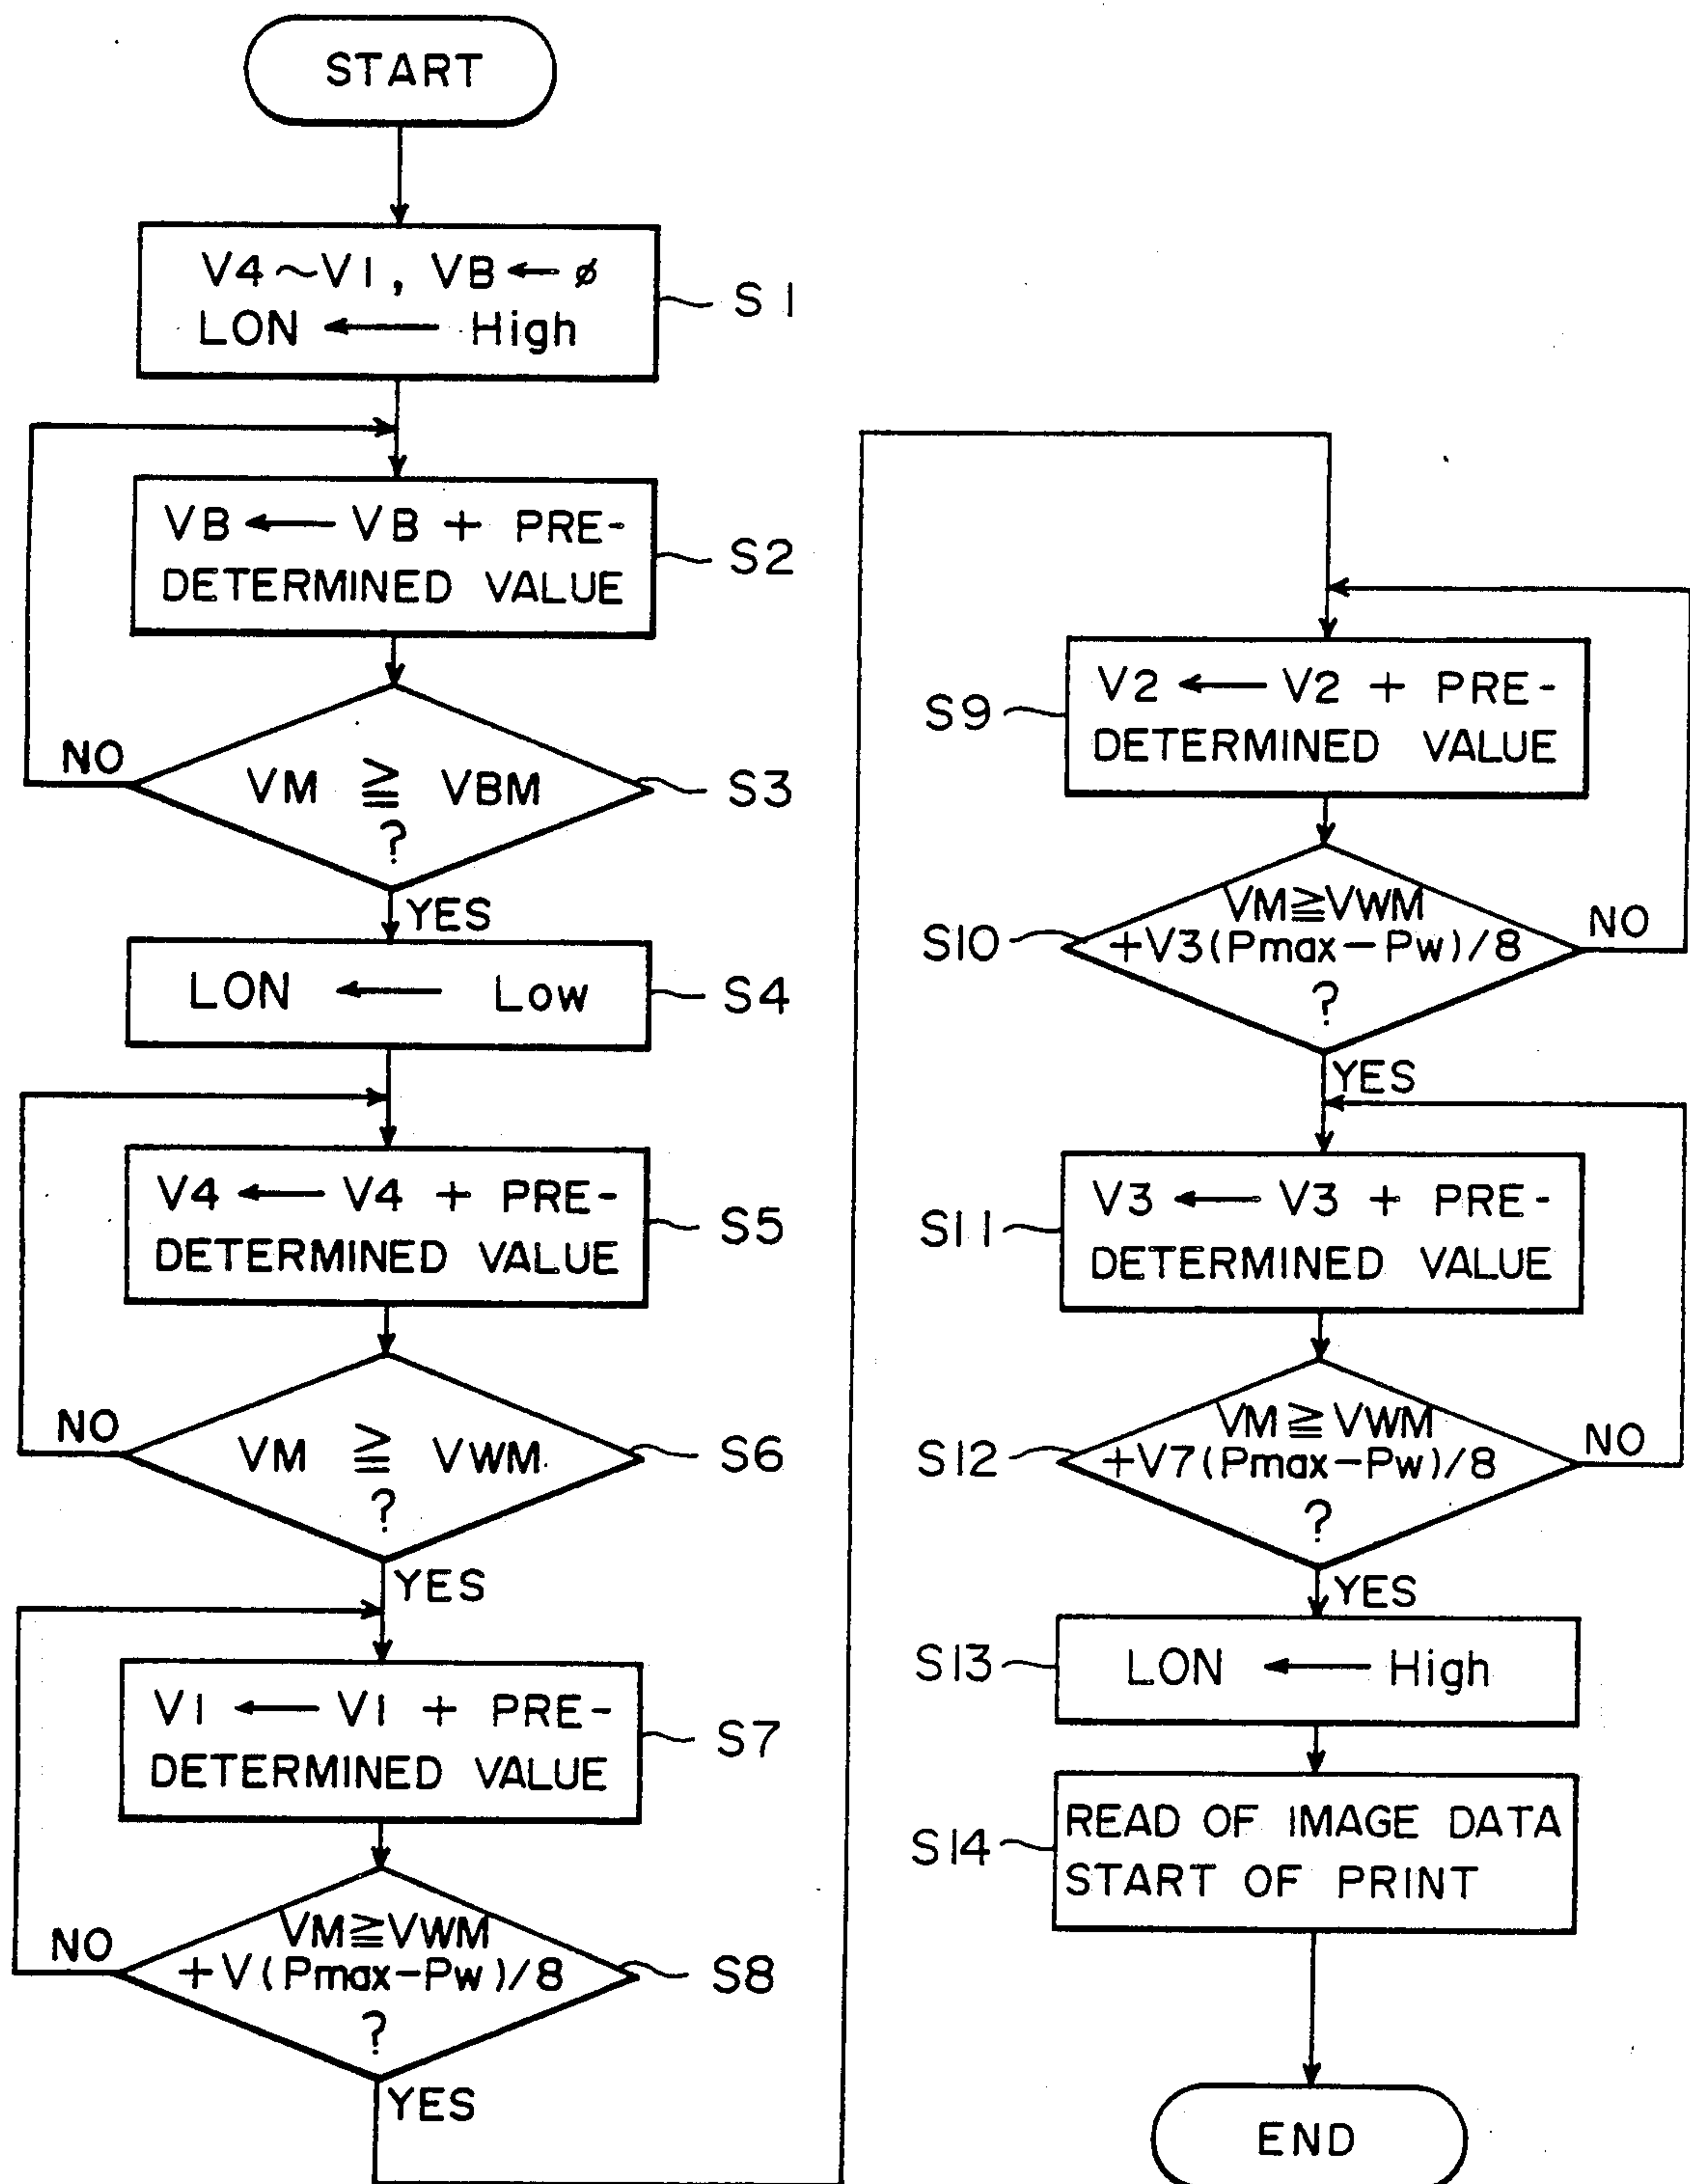 START
V4~V1, VB ← ø
LON ← High
S1
VB ← VB + PRE-
DETERMINED VALUE
S2
NO
VM ≧ VBM
?
S3
YES
LON ← Low
S4
V4 ← V4 + PRE-
DETERMINED VALUE
S5
NO
VM ≧ VWM
?
S6
YES
V1 ← V1 + PRE-
DETERMINED VALUE
S7
NO
VM≧VWM
+V(Pmax-Pw)/8
?
S8
YES
S9
V2 ← V2 + PRE-
DETERMINED VALUE
S10
VM≧VWM
+V3(Pmax-Pw)/8
?
NO
YES
S11
V3 ← V3 + PRE-
DETERMINED VALUE
S12
VM≧VWM
+V7(Pmax-Pw)/8
?
NO
YES
S13
LON ← High
S14
READ OF IMAGE DATA
START OF PRINT
END